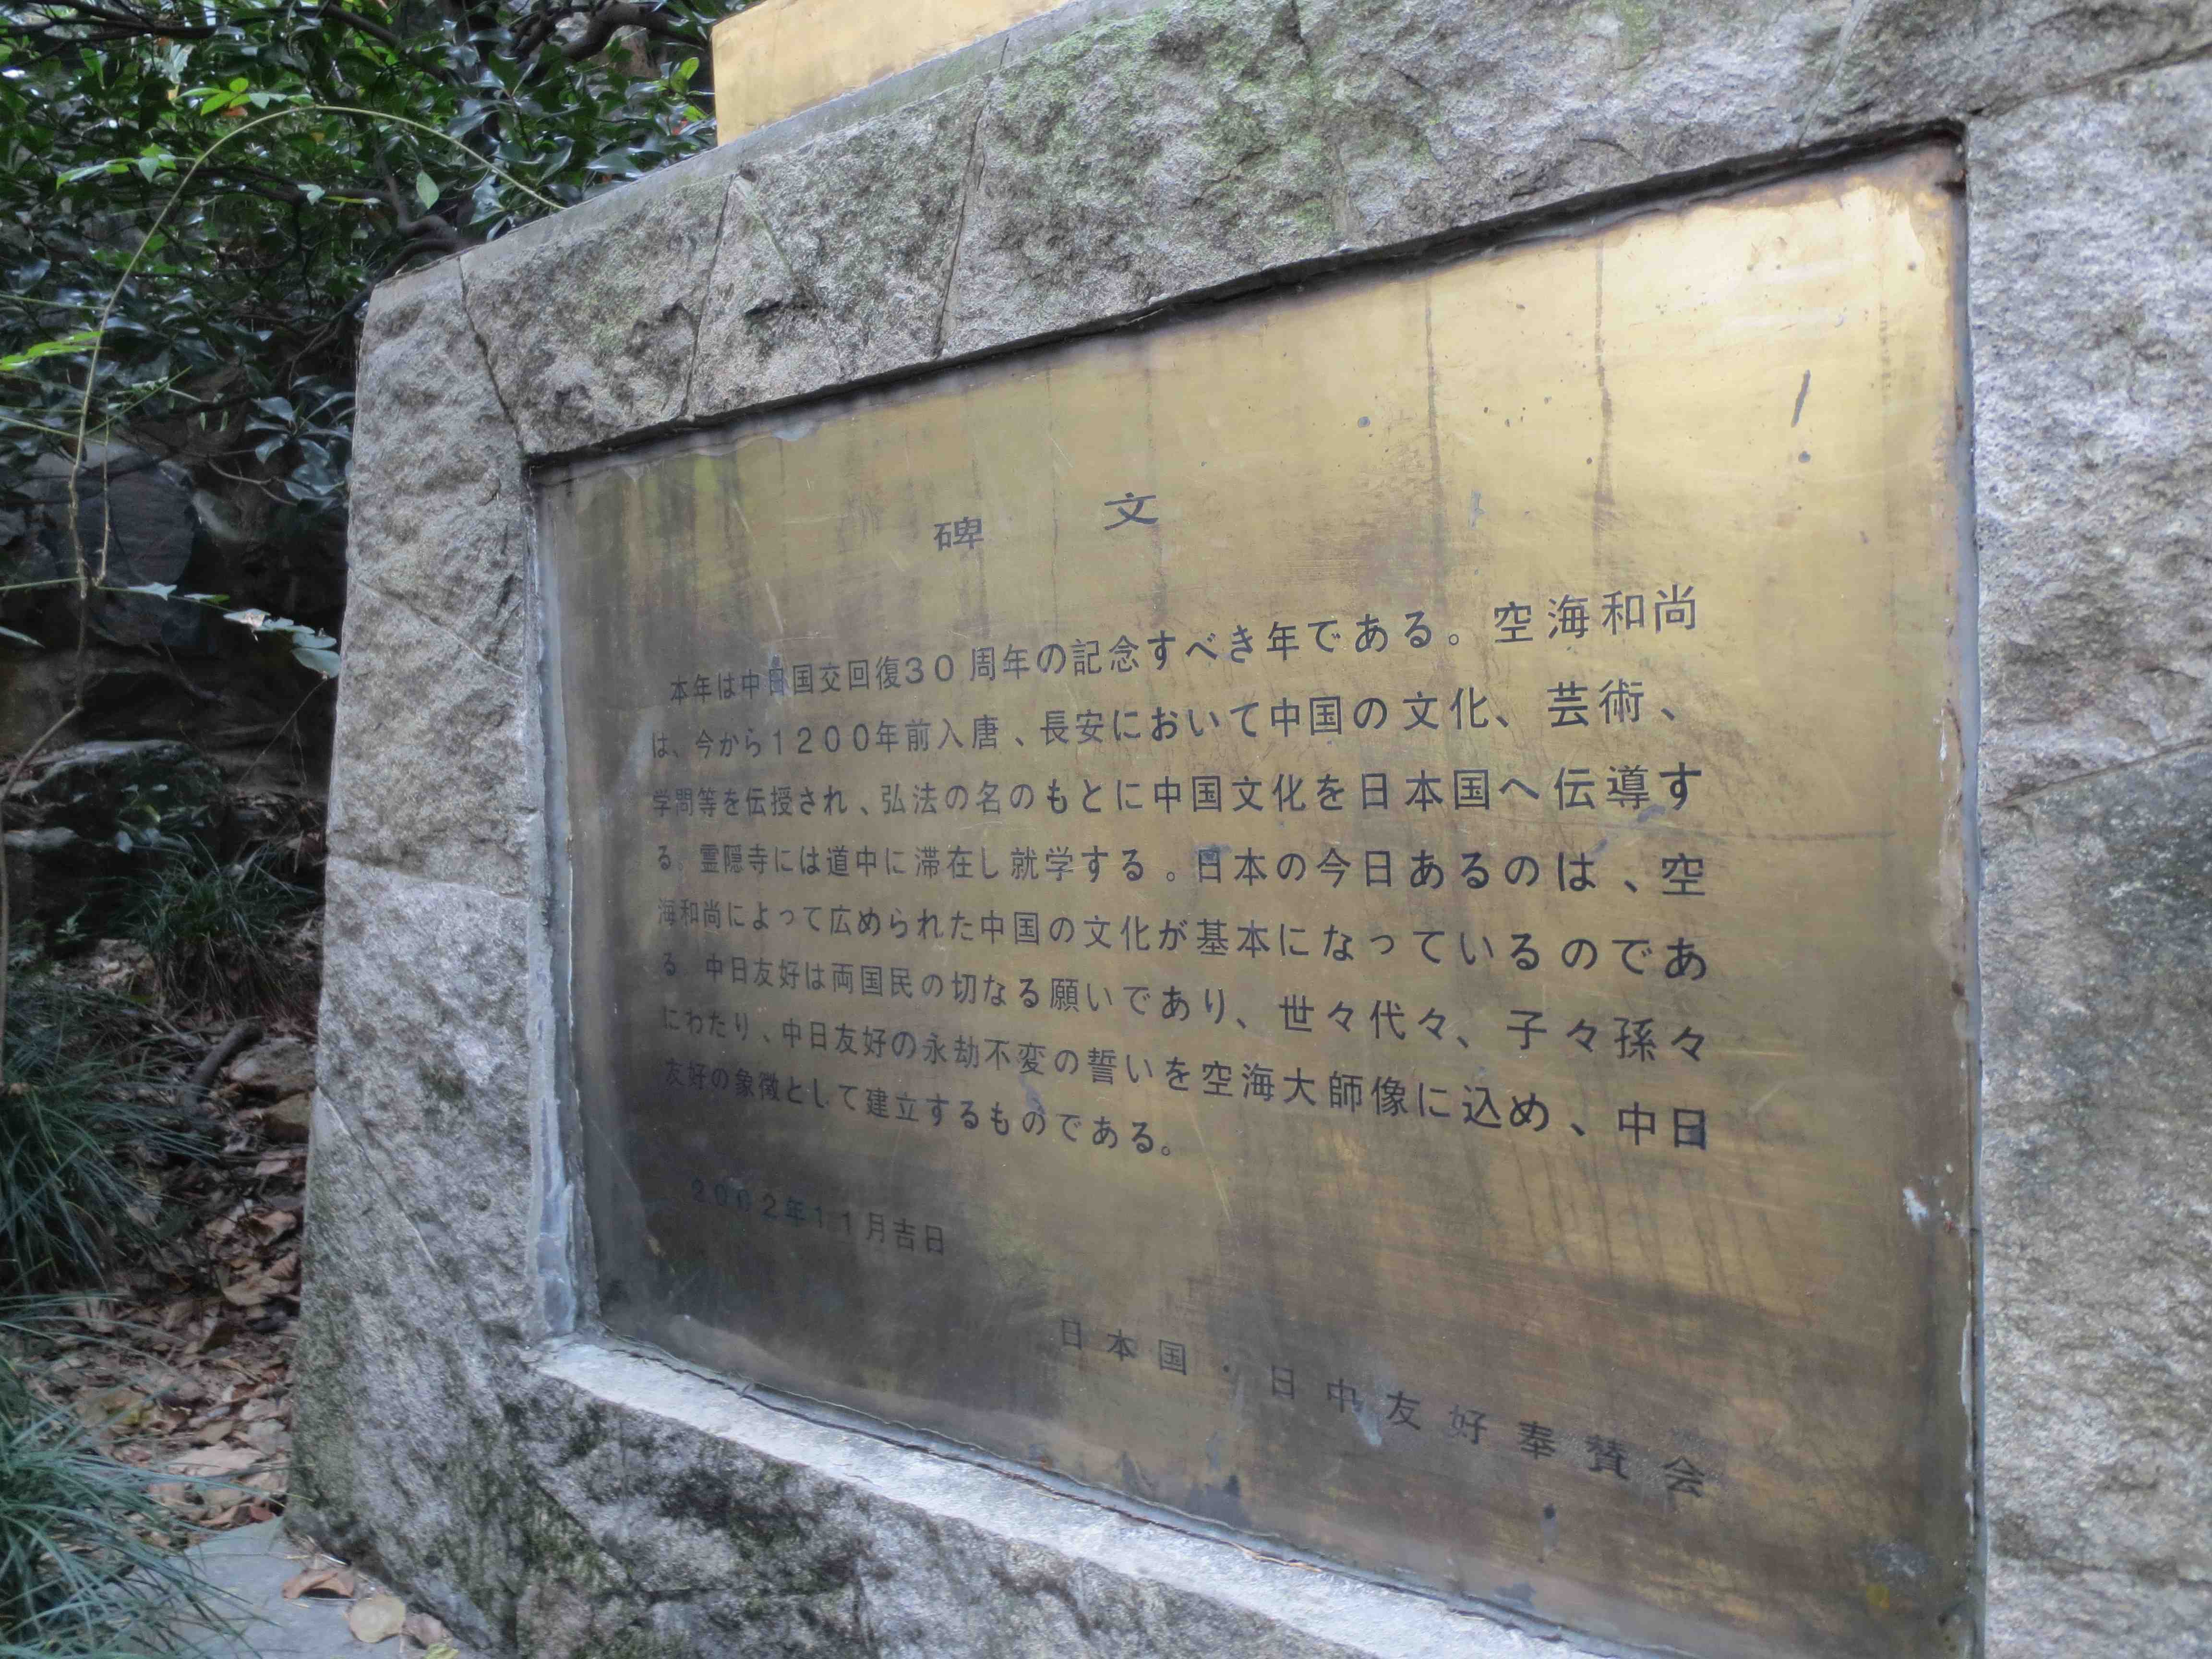 碑 文
本年は中日国交回復30周年の記念すべき年である。空海和尚
は、今から1200年前入唐、長安において中国の文化、芸術、
学問等を伝授され、弘法の名のもとに中国文化を日本国へ伝導す
る。霊隠寺には道中に滞在し就学する。日本の今日あるのは、空
海和尚によって広められた中国の文化が基本になっているのであ
る 中日友好は両国民の切なる願いであり、世々代々、子々孫々
にわたり、中日友好の永劫不変の誓いを空海大師像に込め、中日
友好の象徴として建立するものである。
2002年11月吉日
日本国・日中友好奉賛会